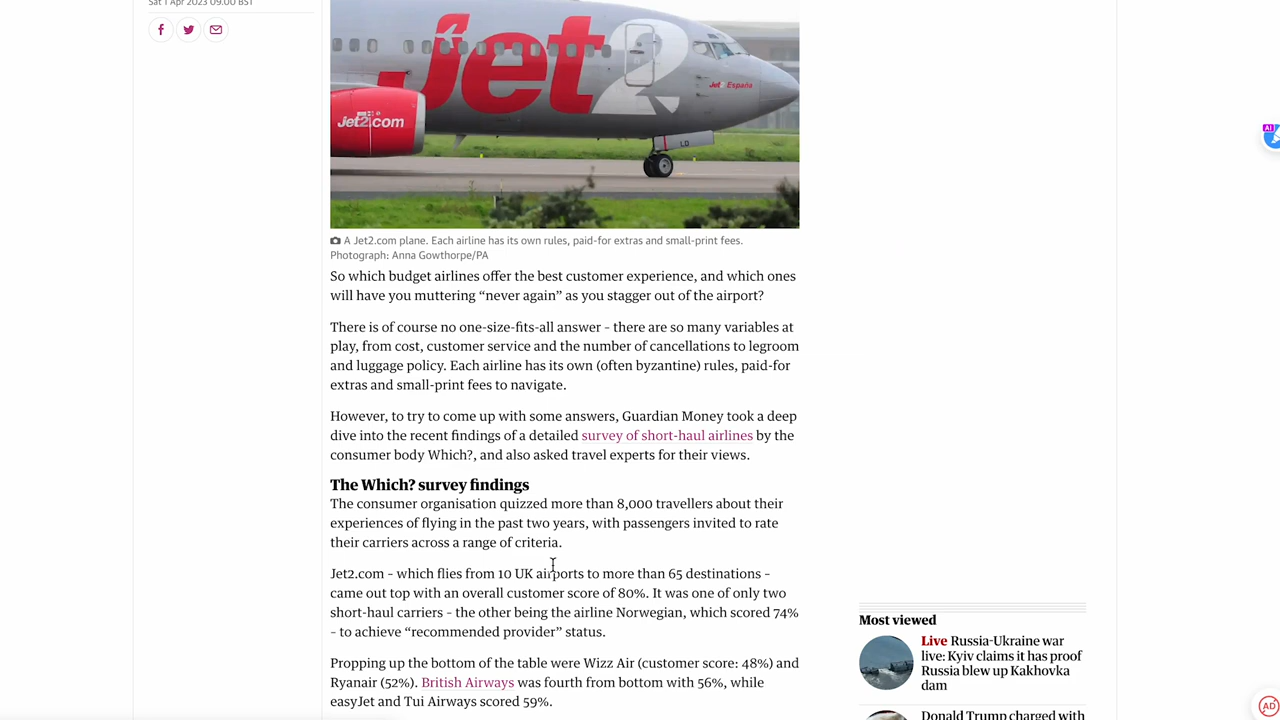 Sat 1 Apr 2023 09.00 BST
Jet2
Jet2 España
Jet2.com
LD
A Jet2.com plane. Each airline has its own rules, paid-for extras and small-print fees.
Photograph: Anna Gowthorpe/PA
So which budget airlines offer the best customer experience, and which ones
will have you muttering “never again” as you stagger out of the airport?
There is of course no one-size-fits-all answer – there are so many variables at
play, from cost, customer service and the number of cancellations to legroom
and luggage policy. Each airline has its own (often byzantine) rules, paid-for
extras and small-print fees to navigate.
However, to try to come up with some answers, Guardian Money took a deep
dive into the recent findings of a detailed survey of short-haul airlines by the
consumer body Which?, and also asked travel experts for their views.
The Which? survey findings
The consumer organisation quizzed more than 8,000 travellers about their
experiences of flying in the past two years, with passengers invited to rate
their carriers across a range of criteria.
Jet2.com – which flies from 10 UK airports to more than 65 destinations –
came out top with an overall customer score of 80%. It was one of only two
short-haul carriers – the other being the airline Norwegian, which scored 74%
– to achieve “recommended provider” status.
Propping up the bottom of the table were Wizz Air (customer score: 48%) and
Ryanair (52%). British Airways was fourth from bottom with 56%, while
easyJet and Tui Airways scored 59%.
Most viewed
Live Russia-Ukraine war
live: Kyiv claims it has proof
Russia blew up Kakhovka
dam
Donald Trump charged with
AI
AD